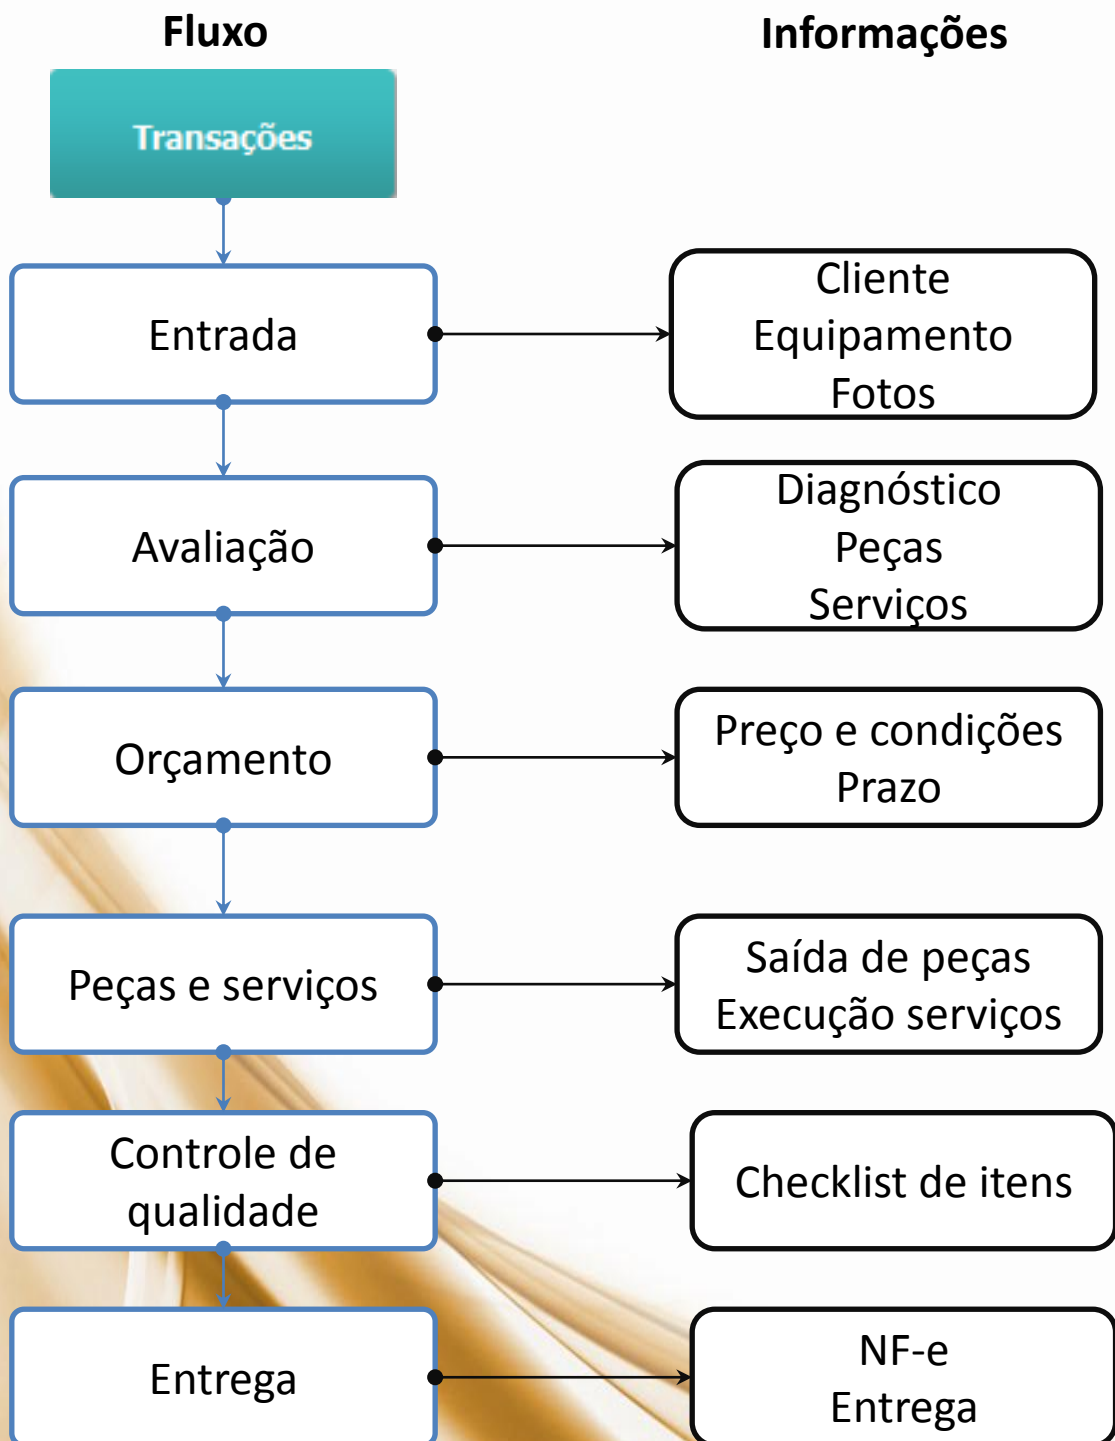 Fluxo
Informações
Transações
Entrada
Cliente
Equipamento
Fotos
Avaliação
Diagnóstico
Peças
Serviços
Orçamento
Preço e condições
Prazo
Peças e serviços
Saída de peças
Execução serviços
Controle de
qualidade
Checklist de itens
Entrega
NF-e
Entrega